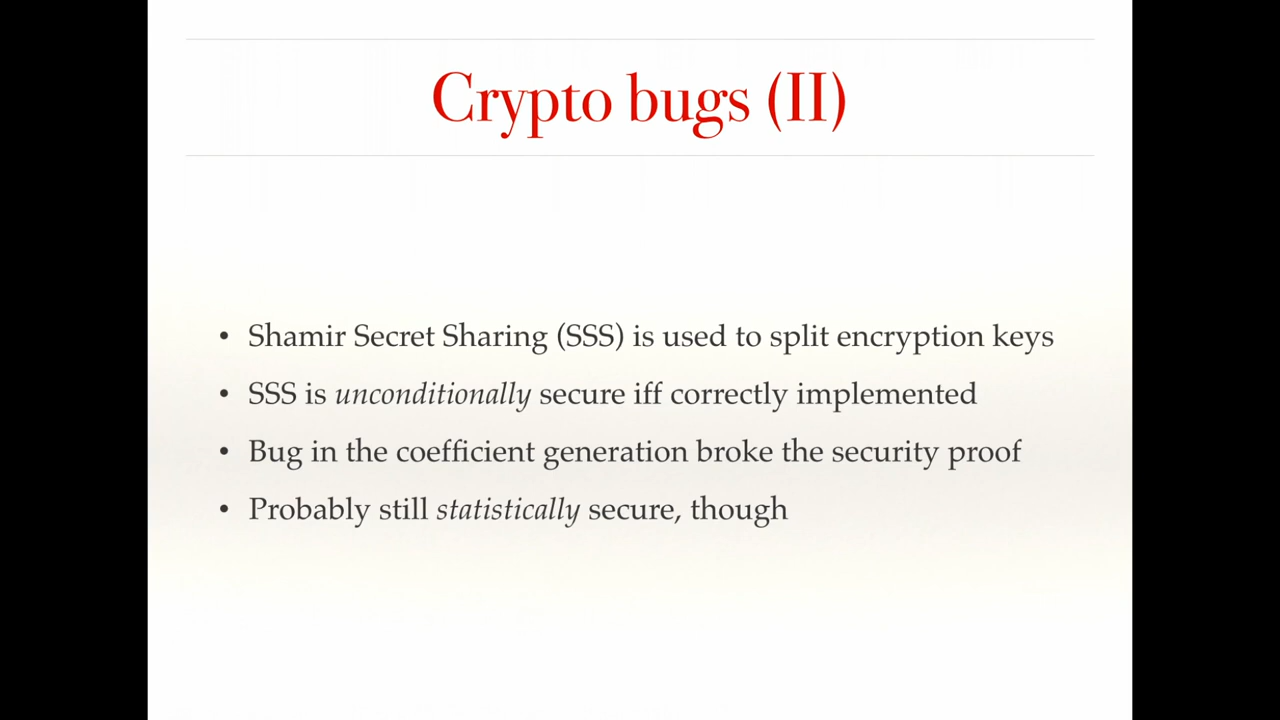 Crypto bugs (II)
• Shamir Secret Sharing (SSS) is used to split encryption keys
• SSS is unconditionally secure iff correctly implemented
• Bug in the coefficient generation broke the security proof
• Probably still statistically secure, though